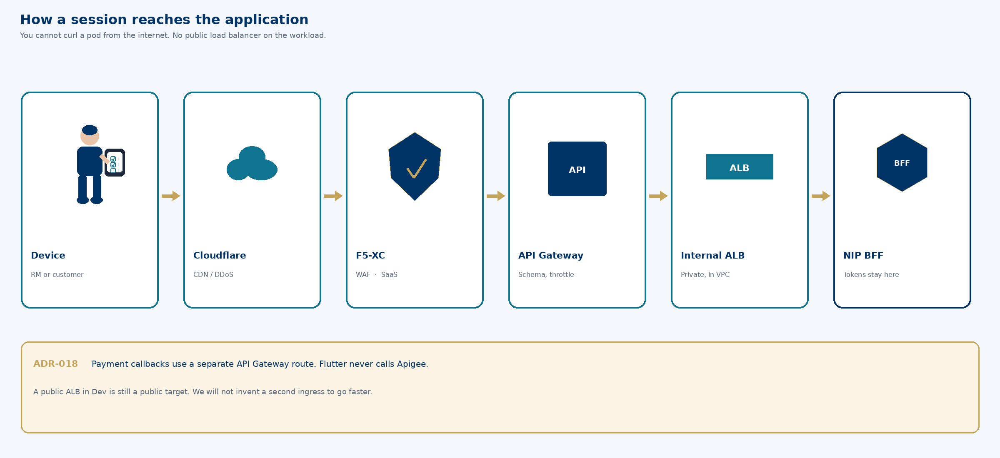 How a session reaches the application
You cannot curl a pod from the internet. No public load balancer on the workload.
API
ALB
BFF
Device
Cloudflare
F5-XC
API Gateway
Internal ALB
NIP BFF
RM or customer
CDN / DDoS
WAF · SaaS
Schema, throttle
Private, in-VPC
Tokens stay here
ADR-018 Payment callbacks use a separate API Gateway route. Flutter never calls Apigee.
A public ALB in Dev is still a public target. We will not invent a second ingress to go faster.